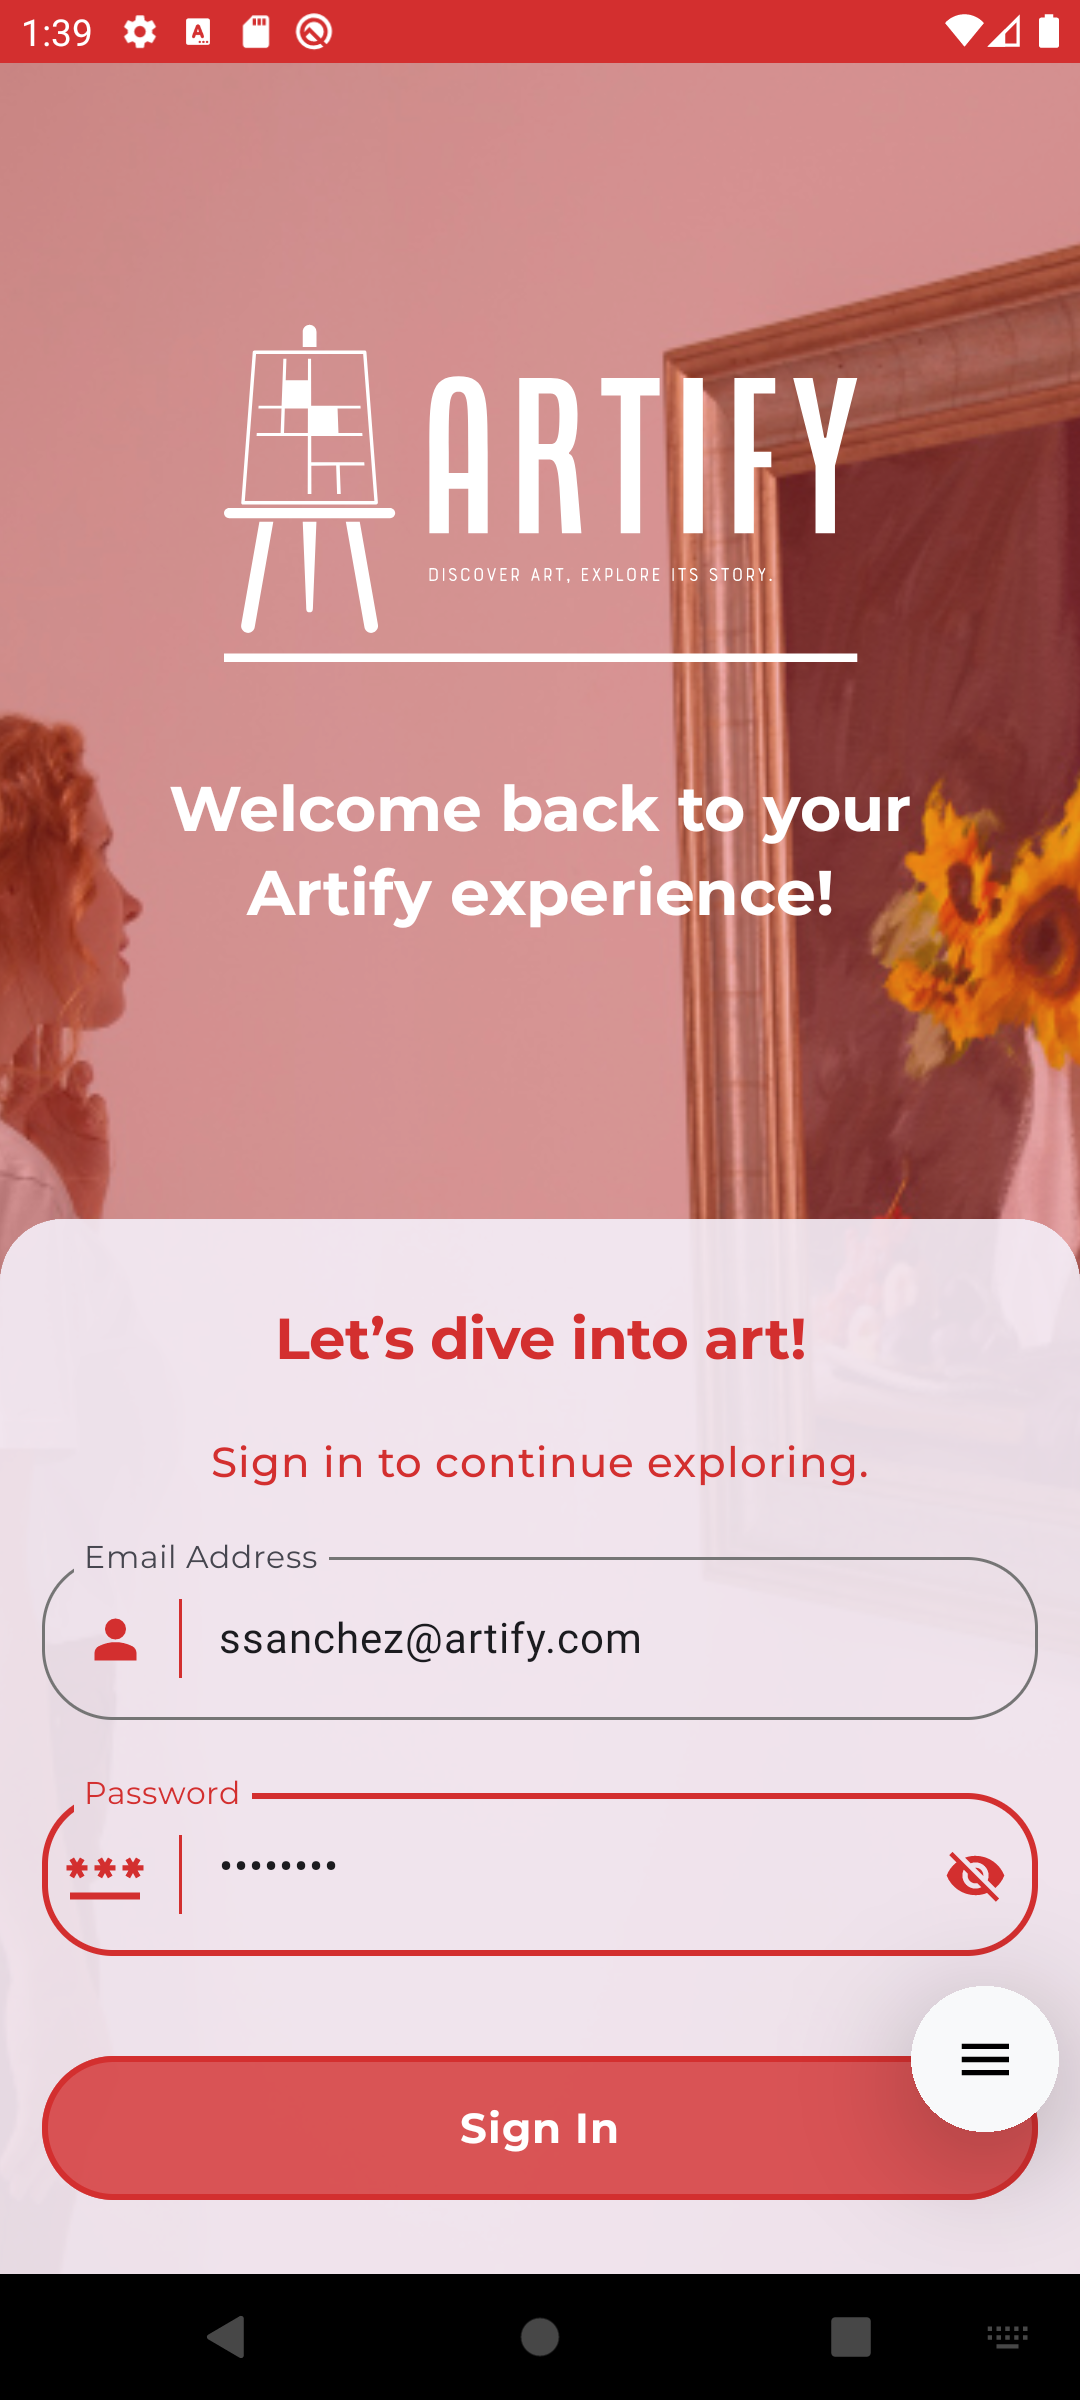 1:39
ARTIFY
DISCOVER ART, EXPLORE ITS STORY.
Welcome back to your
Artify experience!
Let’s dive into art!
Sign in to continue exploring.
Email Address
ssanchez@artify.com
Password
••••••••
Sign In